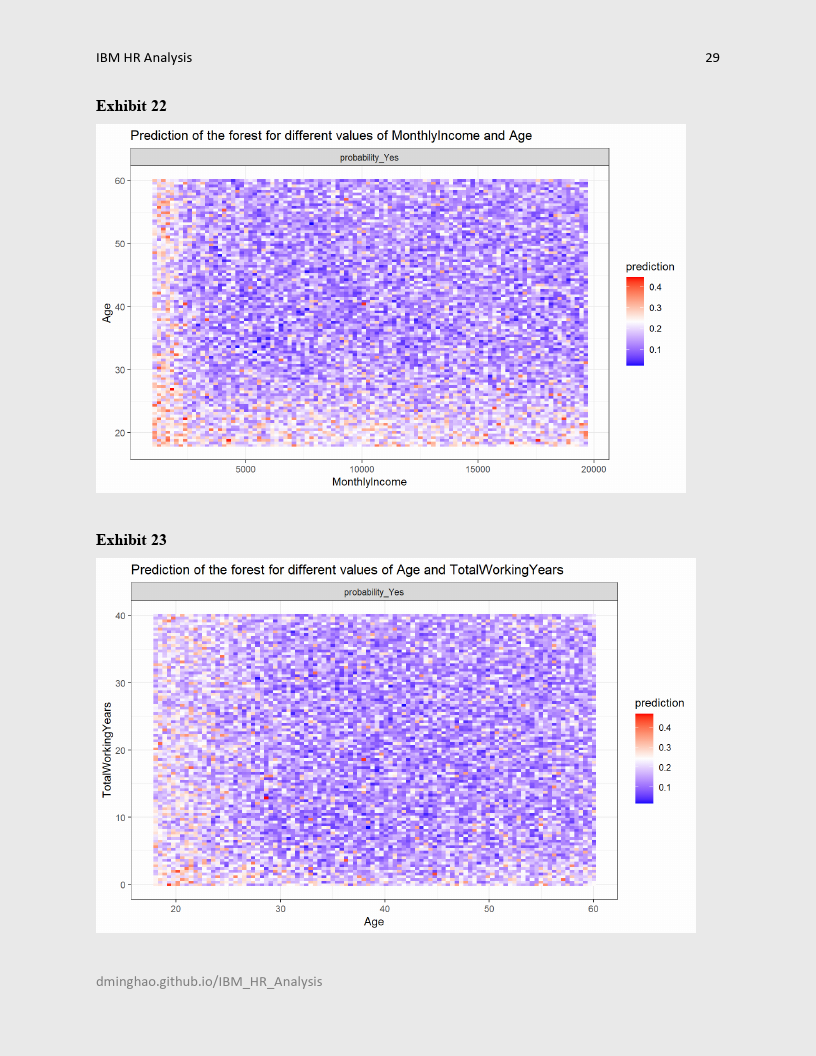 IBM HR Analysis 29
Exhibit 22
Prediction of the forest for different values of MonthlyIncome and Age
probability_Yes
60
50
40
30
20
Age
5000 10000 15000 20000
MonthlyIncome
prediction
0.4
0.3
0.2
0.1
Exhibit 23
Prediction of the forest for different values of Age and TotalWorkingYears
probability_Yes
40
30
20
10
0
TotalWorkingYears
20 30 40 50 60
Age
prediction
0.4
0.3
0.2
0.1
dminghao.github.io/IBM_HR_Analysis